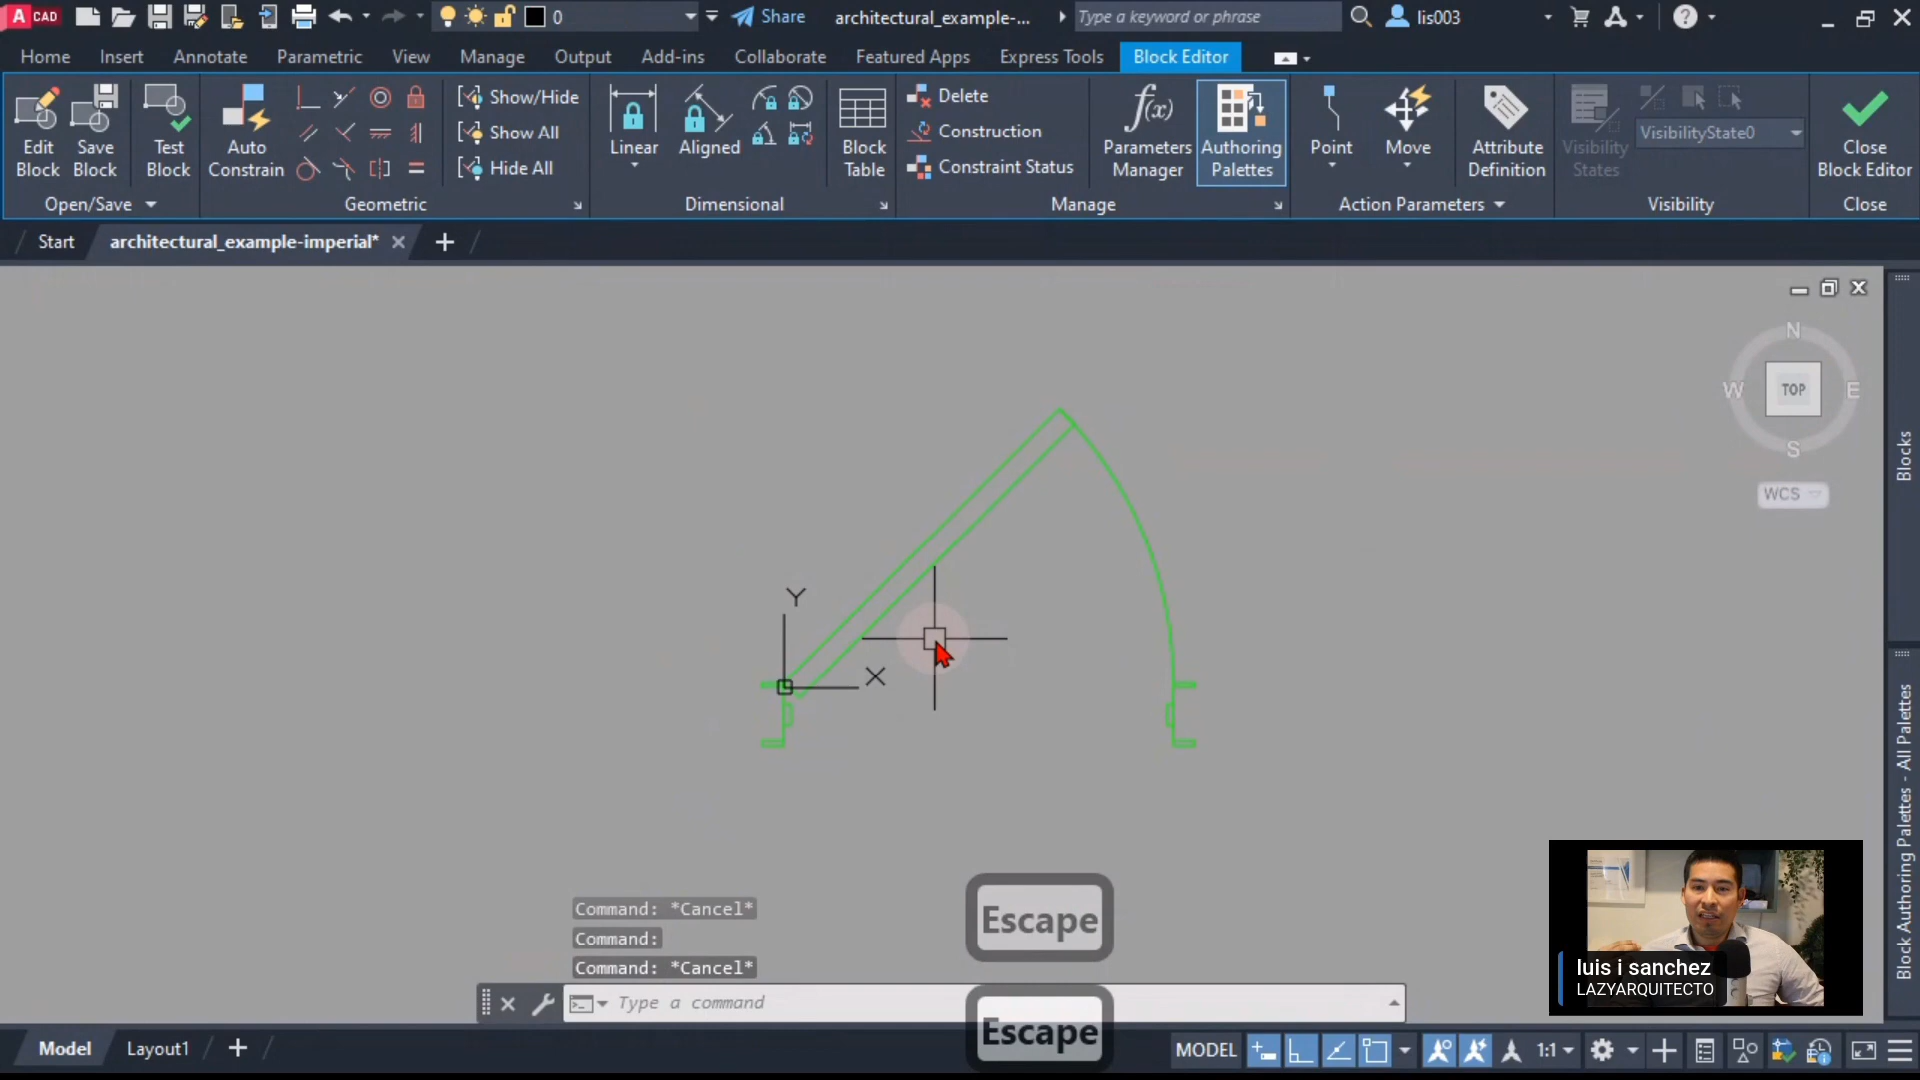 A CAD
0
Share
architectural_example-...
Type a keyword or phrase
lis003
Home
Insert
Annotate
Parametric
View
Manage
Output
Add-ins
Collaborate
Featured Apps
Express Tools
Block Editor
Edit
Block
Save
Block
Test
Block
Open/Save
Auto
Constrain
Show/Hide
Show All
Hide All
Geometric
Linear
Aligned
Block
Table
Dimensional
Delete
Construction
Constraint Status
f(x)
Parameters
Manager
Authoring
Palettes
Manage
Point
Move
Action Parameters
Attribute
Definition
Visibility
States
VisibilityState0
Visibility
Close
Block Editor
Close
Start
architectural_example-imperial*
N
W
TOP
E
S
WCS
Blocks
Block Authoring Palettes - All Palettes
Y
X
Command: *Cancel*
Command:
Command: *Cancel*
Type a command
Escape
Escape
luis i sanchez
LAZYARQUITECTO
Model
Layout1
MODEL
1:1